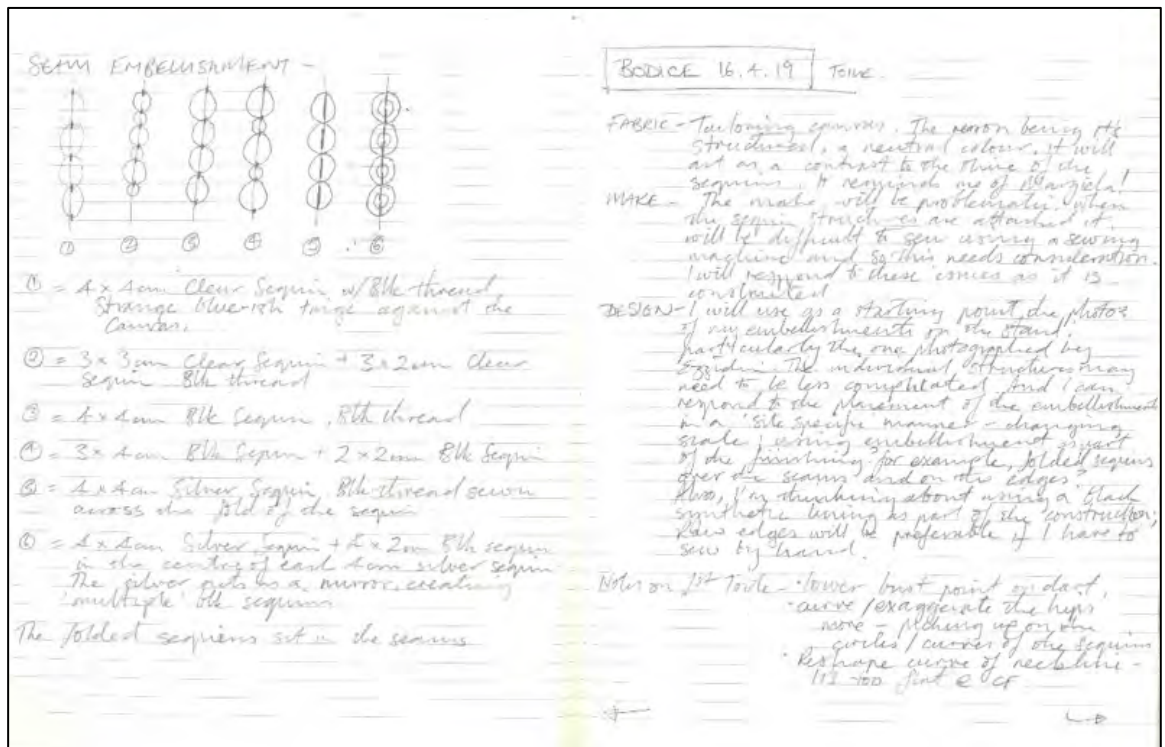 SEAM EMBELLISHMENT -
① ② ③ ④ ⑤ ⑥
① = 4 x 4cm Clear Sequin w/ Blk thread
Strange blue-ish tinge against the
Canvas.
② = 3 x 3cm Clear Sequin + 3 x 2cm Clear
Sequin Blk thread
③ = 4 x 4cm Blk Sequin, Blk thread
④ = 3 x 4cm Blk Sequin + 2 x 2cm Blk Sequin
⑤ = 4 x 4cm Silver Sequin, Blk thread sewn
across the fold of the sequin
⑥ = 4 x 4cm Silver Sequin + 4 x 2cm Blk sequin
in the centre of each 4cm silver sequin
The silver acts as a mirror, creating
'multiple' blk sequins
The folded sequins sit in the seams
BODICE 16.4.19 TOILE.
FABRIC - Tailoring canvas. The reason being it's
structured, a neutral colour. it will
act as a contrast to the shine of the
sequins. It reminds me of Margiela!
MAKE - The make will be problematic. When
the sequin structures are attached it
will be difficult to sew using a sewing
machine and so this needs consideration.
I will respond to these issues as it is
constructed
DESIGN - I will use as a starting point, the photos
of my embellishments on the stand,
particularly the one photographed by
The individual structures may
need to be less complicated and I can
respond to the placement of the embellishment
in a 'site specific manner' - changing
scale; using embellishment as part
of the finishing for example, folded sequins
over the seams and on the edges.
Also, I'm thinking about using a black
synthetic lining as part of the construction;
Raw edges will be preferable if I have to
sew by hand.
Notes on 1st Toile - • lower bust point on dart,
• curve / exaggerate the hips
more - picking up on the
circles / curves of the sequins
• Reshape curve of neckline -
it's too flat @ CF